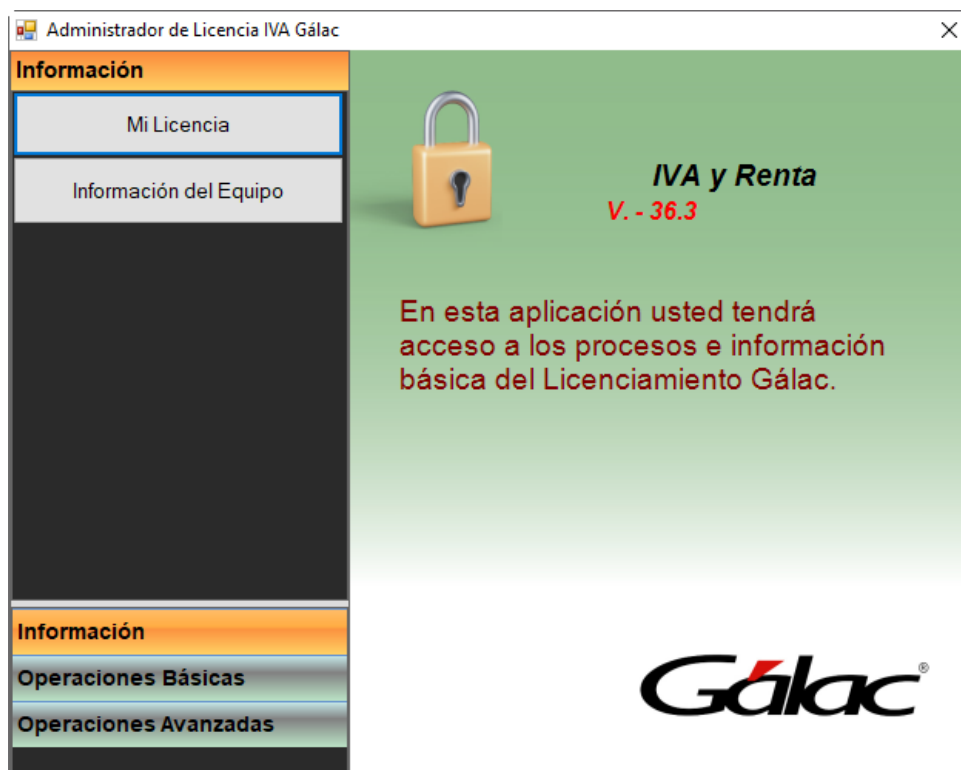 Administrador de Licencia IVA Gálac
Información
Mi Licencia
Información del Equipo
IVA y Renta
V. - 36.3
En esta aplicación usted tendrá
acceso a los procesos e información
básica del Licenciamiento Gálac.
Información
Operaciones Básicas
Operaciones Avanzadas
Gálac®